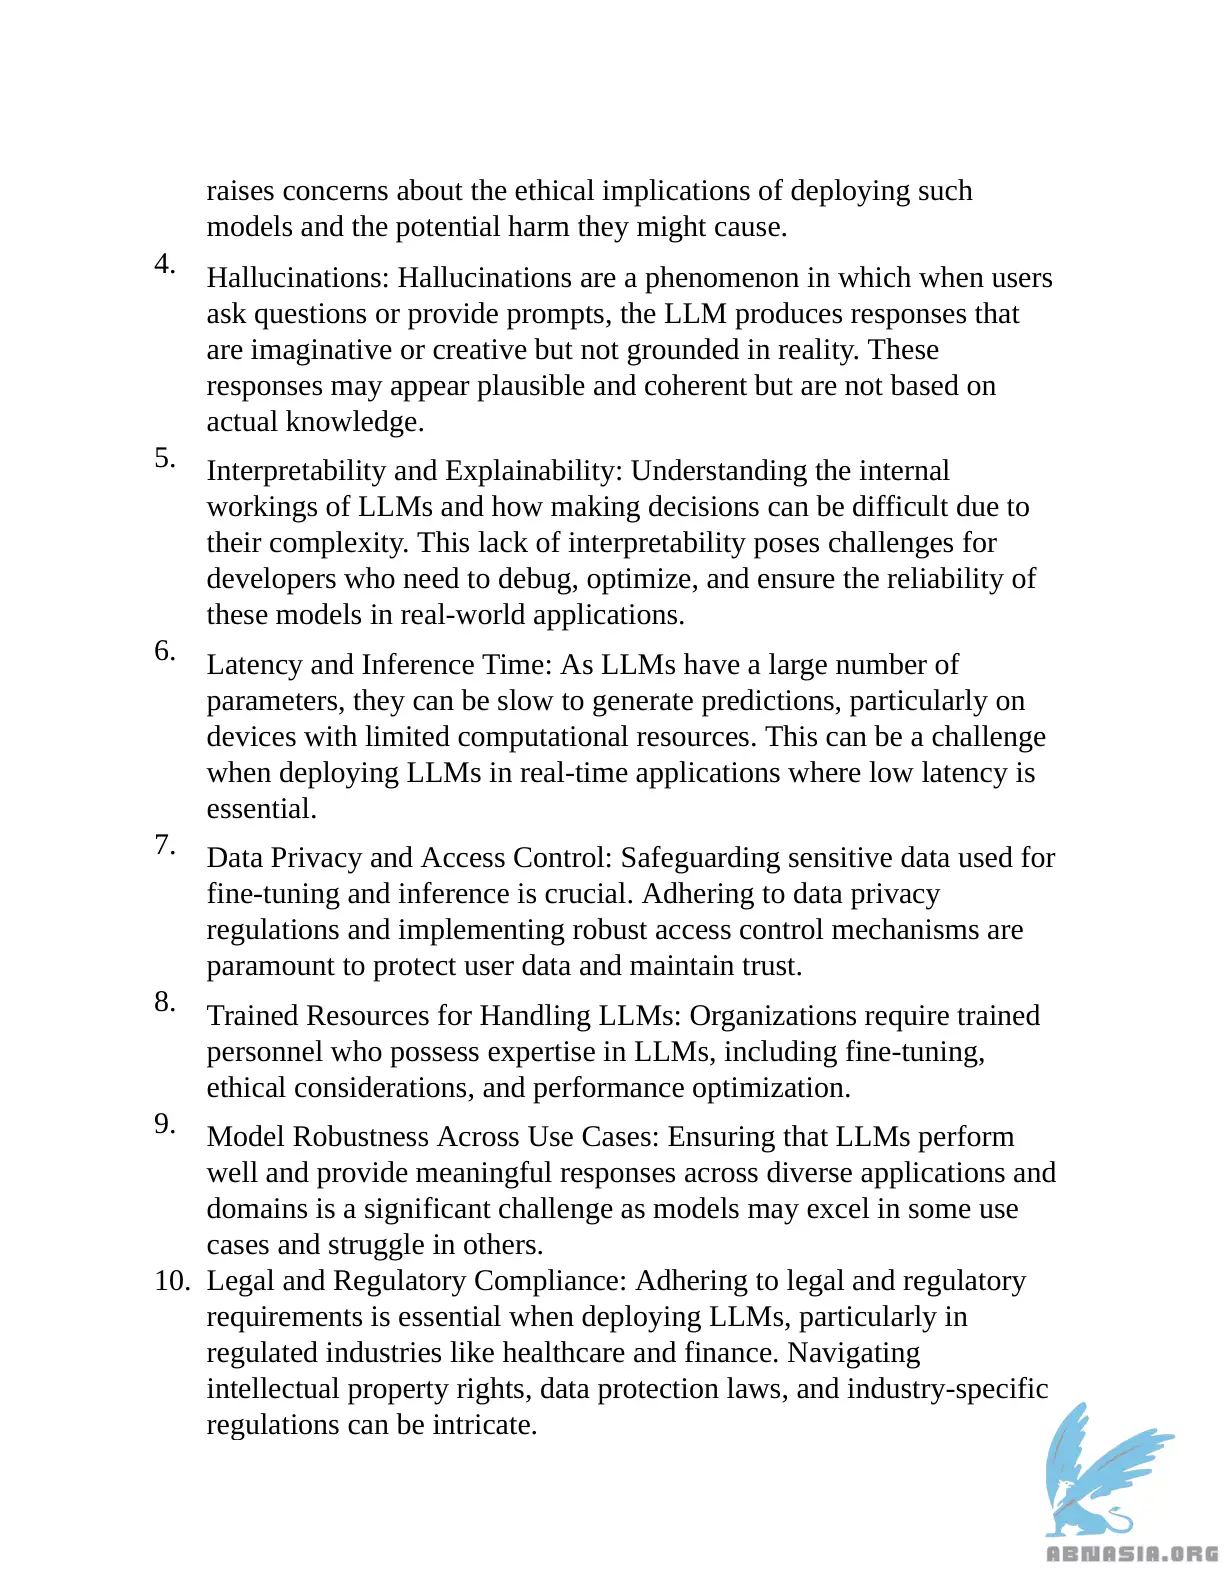 raises concerns about the ethical implications of deploying such
models and the potential harm they might cause.
4. Hallucinations: Hallucinations are a phenomenon in which when users
ask questions or provide prompts, the LLM produces responses that
are imaginative or creative but not grounded in reality. These
responses may appear plausible and coherent but are not based on
actual knowledge.
5. Interpretability and Explainability: Understanding the internal
workings of LLMs and how making decisions can be difficult due to
their complexity. This lack of interpretability poses challenges for
developers who need to debug, optimize, and ensure the reliability of
these models in real-world applications.
6. Latency and Inference Time: As LLMs have a large number of
parameters, they can be slow to generate predictions, particularly on
devices with limited computational resources. This can be a challenge
when deploying LLMs in real-time applications where low latency is
essential.
7. Data Privacy and Access Control: Safeguarding sensitive data used for
fine-tuning and inference is crucial. Adhering to data privacy
regulations and implementing robust access control mechanisms are
paramount to protect user data and maintain trust.
8. Trained Resources for Handling LLMs: Organizations require trained
personnel who possess expertise in LLMs, including fine-tuning,
ethical considerations, and performance optimization.
9. Model Robustness Across Use Cases: Ensuring that LLMs perform
well and provide meaningful responses across diverse applications and
domains is a significant challenge as models may excel in some use
cases and struggle in others.
10. Legal and Regulatory Compliance: Adhering to legal and regulatory
requirements is essential when deploying LLMs, particularly in
regulated industries like healthcare and finance. Navigating
intellectual property rights, data protection laws, and industry-specific
regulations can be intricate.
ABNASIA.ORG